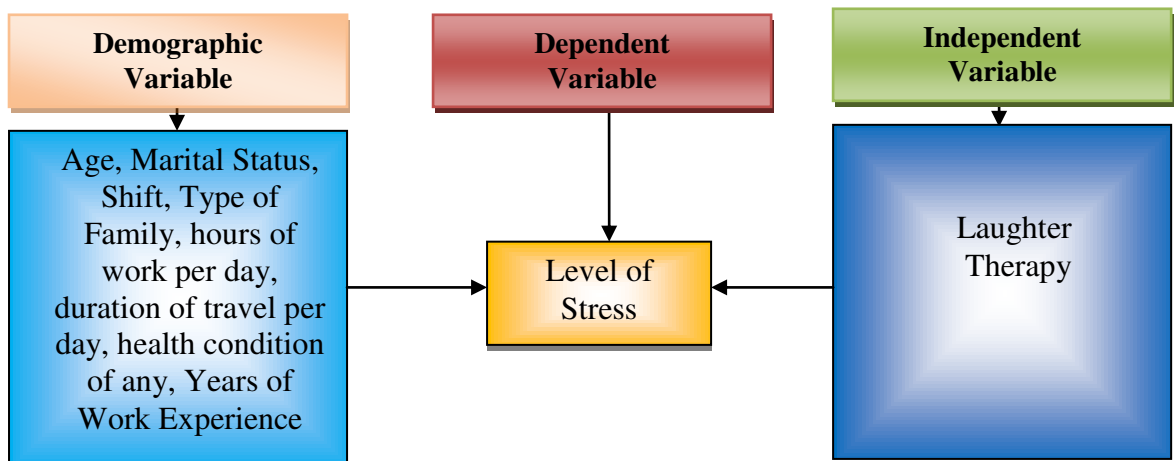 Demographic
Variable
Dependent
Variable
Independent
Variable
Age, Marital Status,
Shift, Type of
Family, hours of
work per day,
duration of travel per
day, health condition
of any, Years of
Work Experience
Level of
Stress
Laughter
Therapy